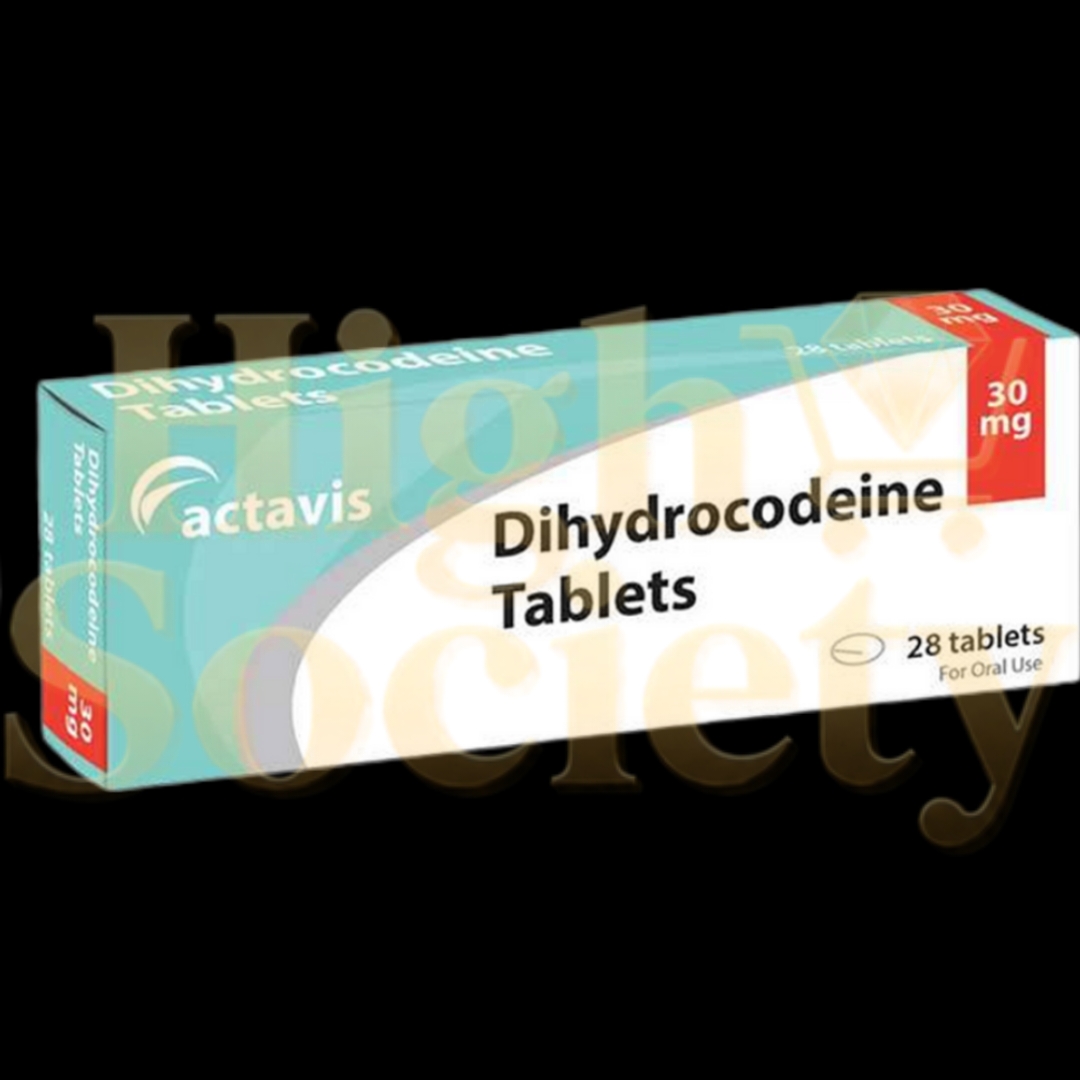 Dihydrocodeine
Tablets
28 tablets
30
mg
Dihydrocodeine
Tablets
28 tablets
30
mg
actavis
30
mg
Dihydrocodeine
Tablets
28 tablets
For Oral Use
High
Society